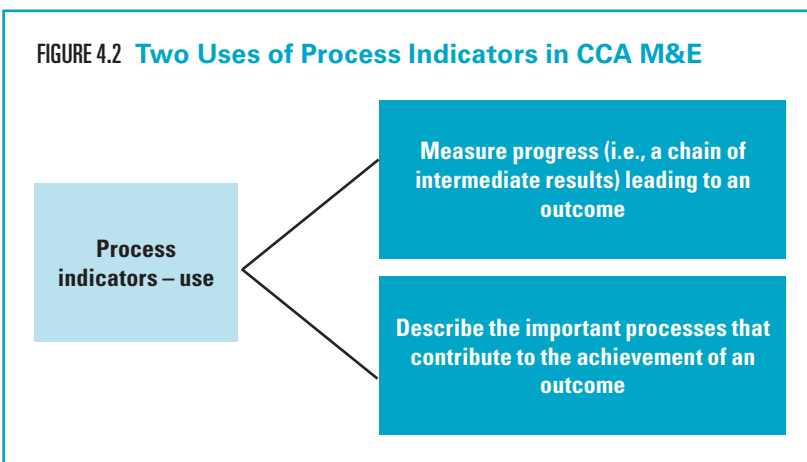 FIGURE 4.2 Two Uses of Process Indicators in CCA M&E
Measure progress (i.e., a chain of
intermediate results) leading to an
outcome
Process
indicators – use
Describe the important processes that
contribute to the achievement of an
outcome